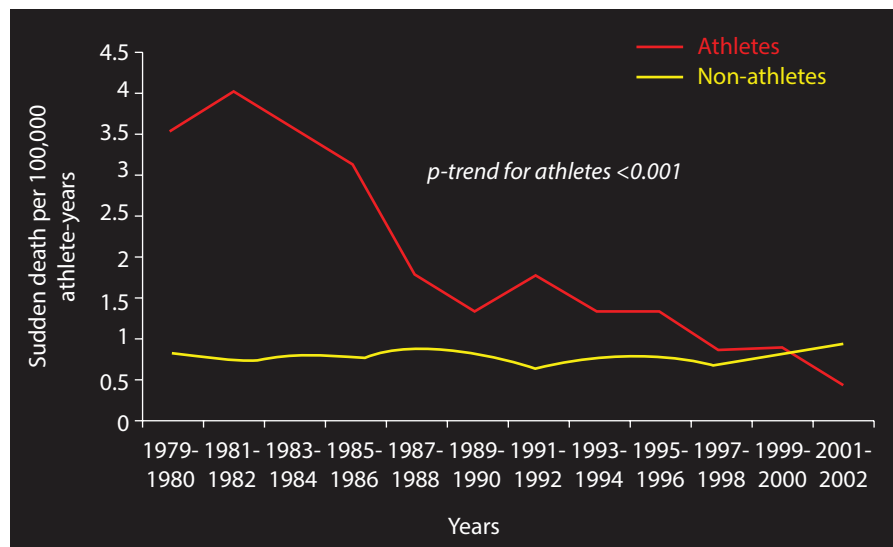 Athletes
Non-athletes
Sudden death per 100,000
athlete-years
4.5
4
3.5
3
2.5
2
1.5
1
0.5
0
p-trend for athletes <0.001
1979- 1981- 1983- 1985- 1987- 1989- 1991- 1993- 1995- 1997- 1999- 2001-
1980 1982 1984 1986 1988 1990 1992 1994 1996 1998 2000 2002
Years